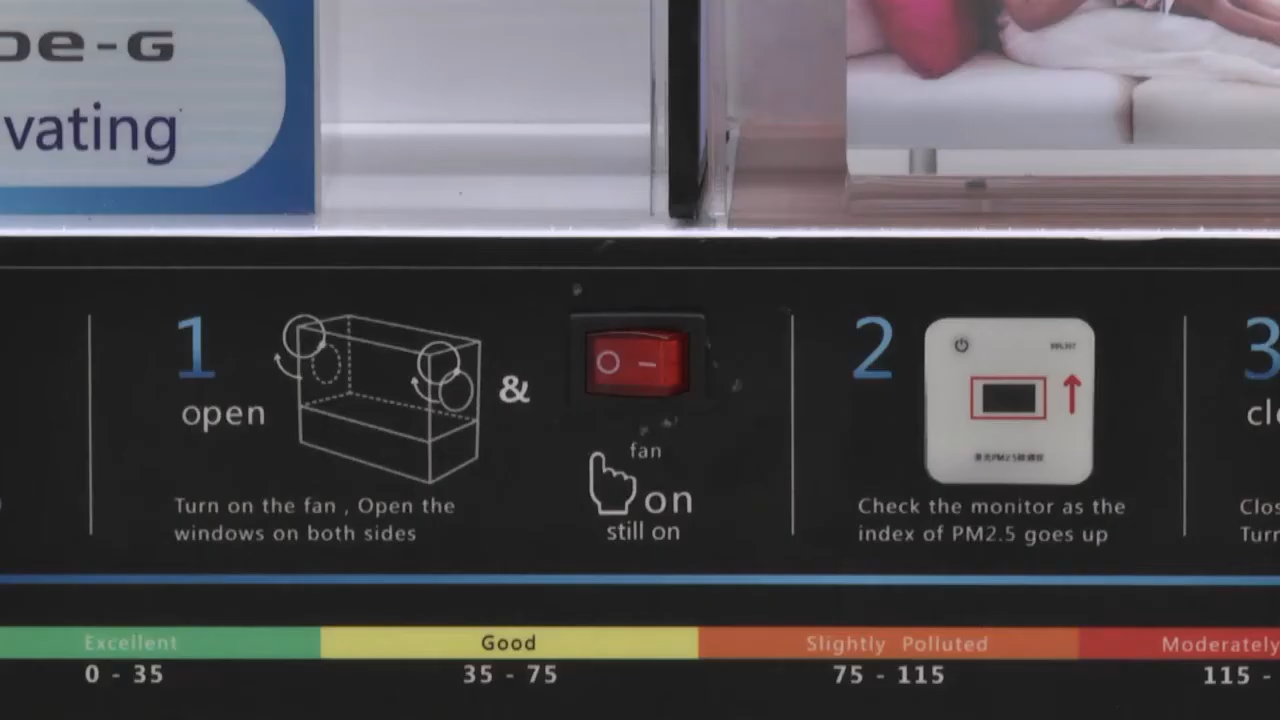 oe-G
vating
1
open
&
Turn on the fan , Open the
windows on both sides
fan
on
still on
2
Check the monitor as the
index of PM2.5 goes up
3
clo
Clos
Turn
Excellent
Good
Slightly Polluted
Moderately
0 - 35
35 - 75
75 - 115
115 -